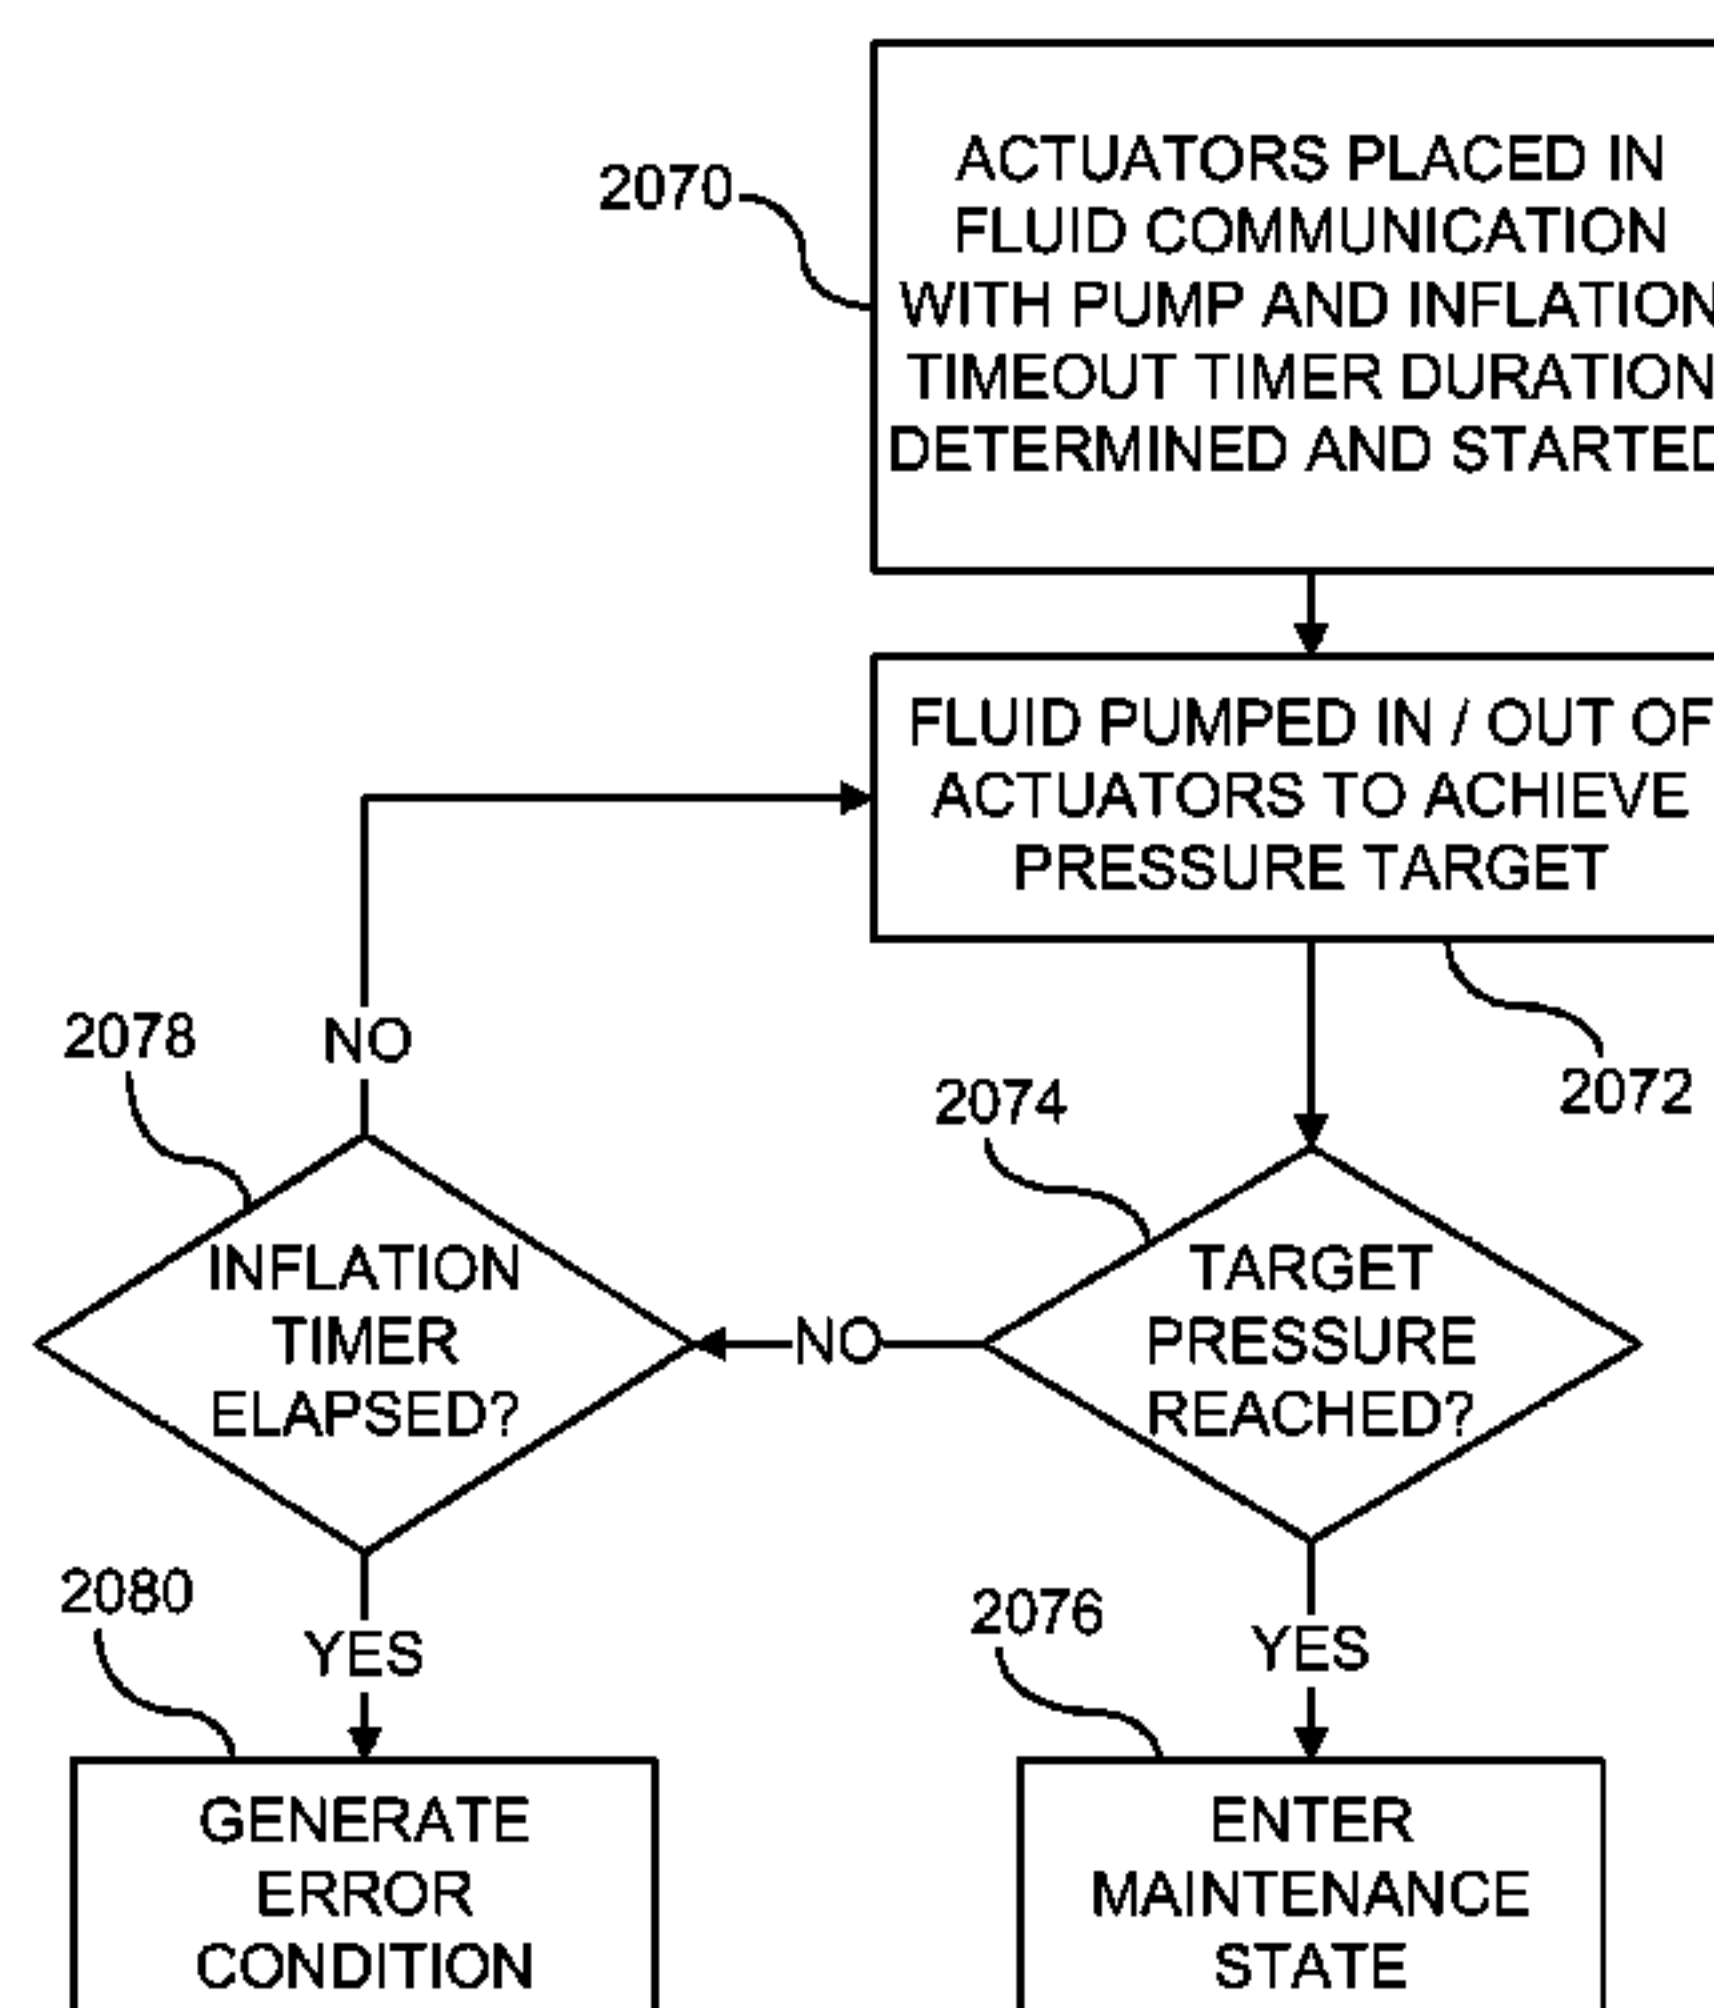 2070
ACTUATORS PLACED IN
FLUID COMMUNICATION
WITH PUMP AND INFLATION
TIMEOUT TIMER DURATION
DETERMINED AND STARTED
FLUID PUMPED IN / OUT OF
ACTUATORS TO ACHIEVE
PRESSURE TARGET
2072
2078
NO
2074
INFLATION
TIMER
ELAPSED?
NO
TARGET
PRESSURE
REACHED?
2080
YES
2076
YES
GENERATE
ERROR
CONDITION
ENTER
MAINTENANCE
STATE